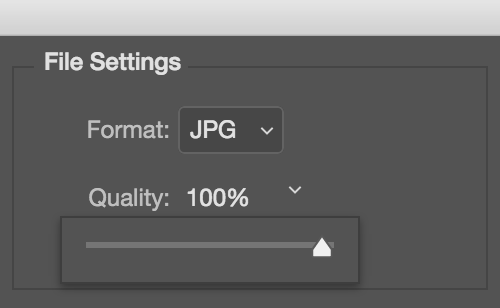 File Settings
Format: JPG
Quality: 100%